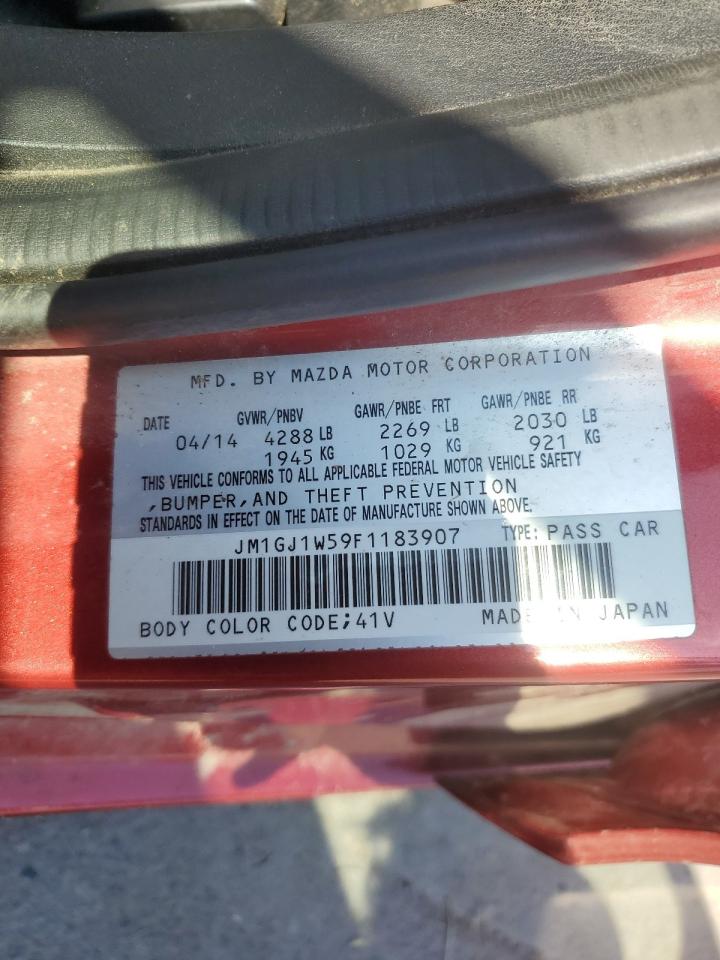 MFD. BY MAZDA MOTOR CORPORATION
DATE GVWR/PNBV GAWR/PNBE FRT GAWR/PNBE RR
04/14 4288 LB 2269 LB 2030 LB
1945 KG 1029 KG 921 KG
THIS VEHICLE CONFORMS TO ALL APPLICABLE FEDERAL MOTOR VEHICLE SAFETY
,BUMPER,AND THEFT PREVENTION
STANDARDS IN EFFECT ON THE DATE OF MANUFACTURE SHOWN ABOVE.
JM1GJ1W59F1183907 TYPE: PASS CAR
BODY COLOR CODE;41V MADE IN JAPAN